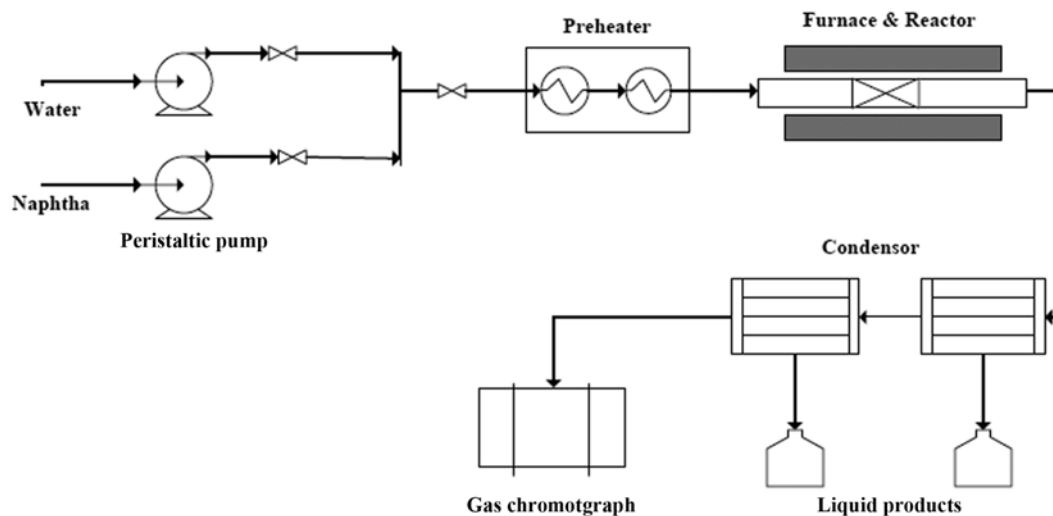 Preheater
Furnace & Reactor
Water
Naphtha
Peristaltic pump
Condensor
Gas chromotgraph
Liquid products